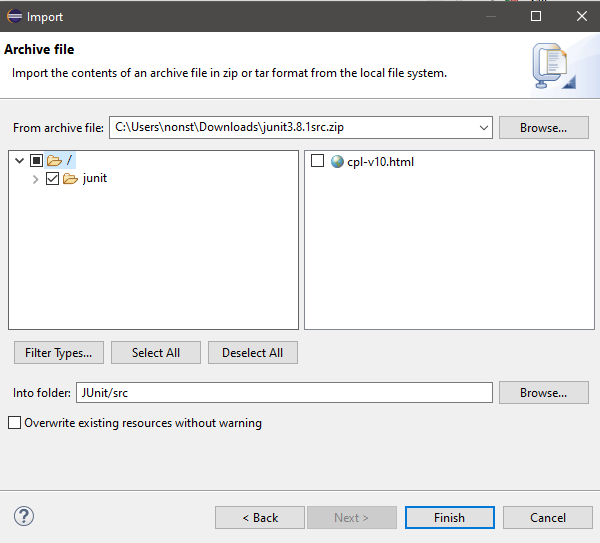 Import
Archive file
Import the contents of an archive file in zip or tar format from the local file system.
From archive file: C:\Users\nonst\Downloads\junit3.8.1src.zip Browse...
/ cpl-v10.html
junit
Filter Types... Select All Deselect All
Into folder: JUnit/src Browse...
Overwrite existing resources without warning
? < Back Next > Finish Cancel